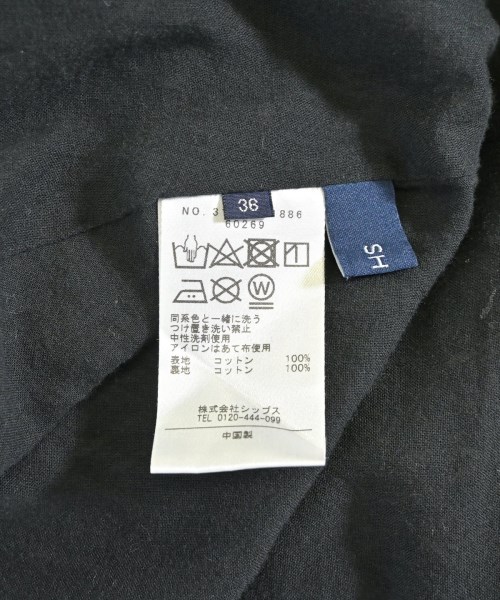 36
NO. 886
60269
SH
W
同系色と一緒に洗う
つけ置き洗い禁止
中性洗剤使用
アイロンはあて布使用
表地 コットン 100%
裏地 コットン 100%
株式会社シップス
TEL 0120-444-099
中国製